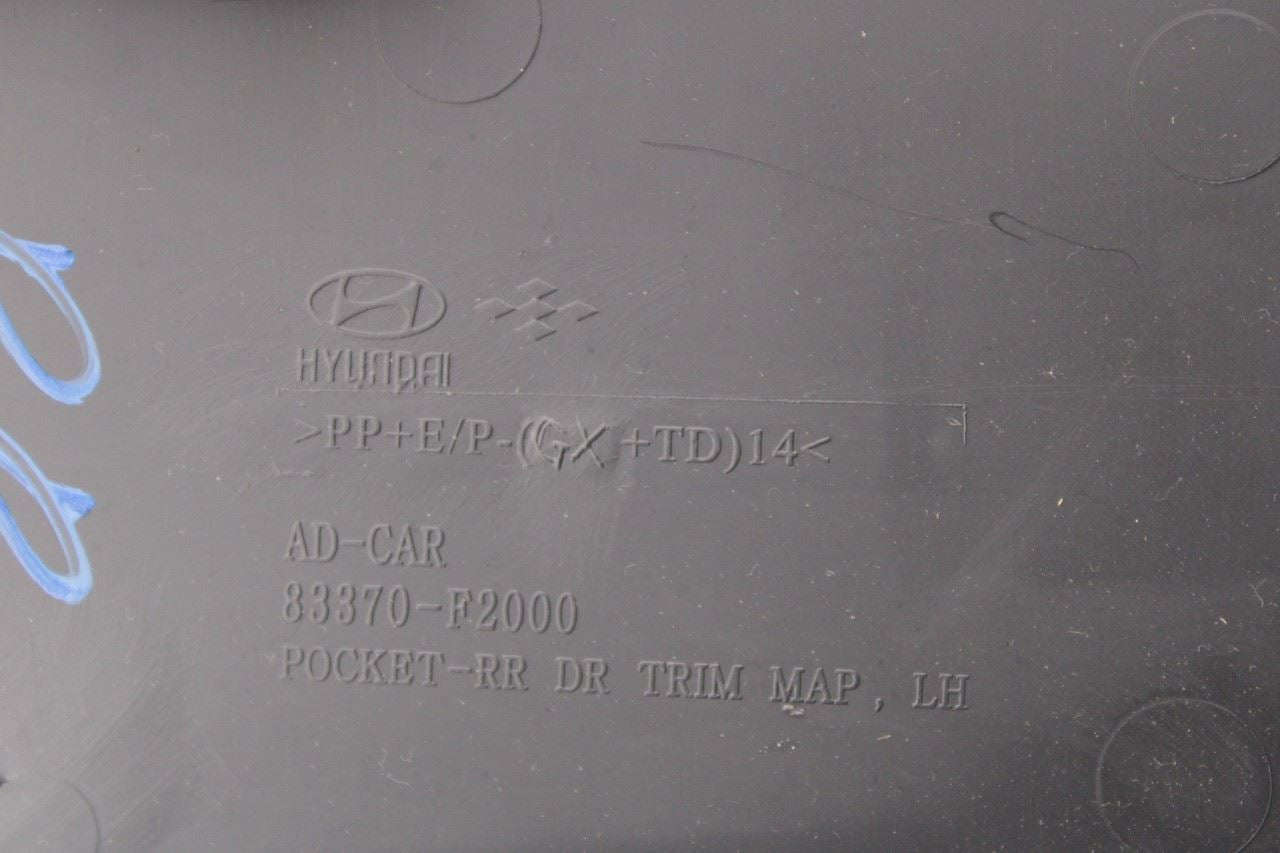 HYUNDAI
>PP+E/P-(GX+TD)14<
AD-CAR
83370-F2000
POCKET-RR DR TRIM MAP, LH